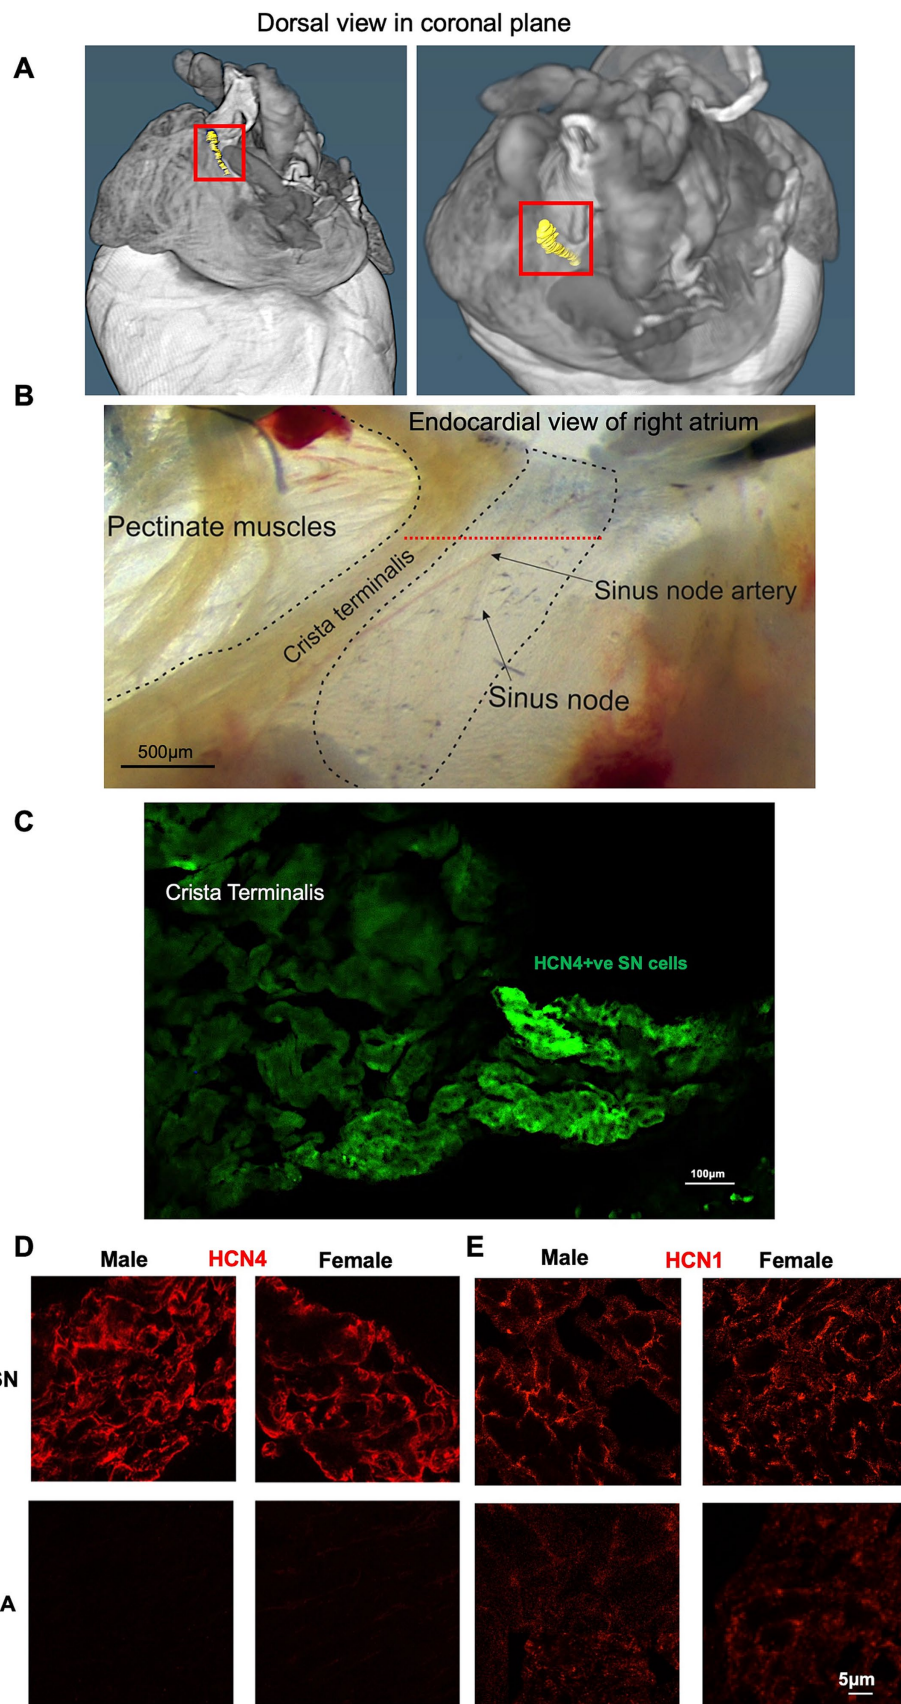 Dorsal view in coronal plane
A
B
Endocardial view of right atrium
Pectinate muscles
Crista terminalis
Sinus node artery
Sinus node
500µm
C
Crista Terminalis
HCN4+ve SN cells
100µm
D
Male
HCN4
Female
E
Male
HCN1
Female
SN
A
5µm